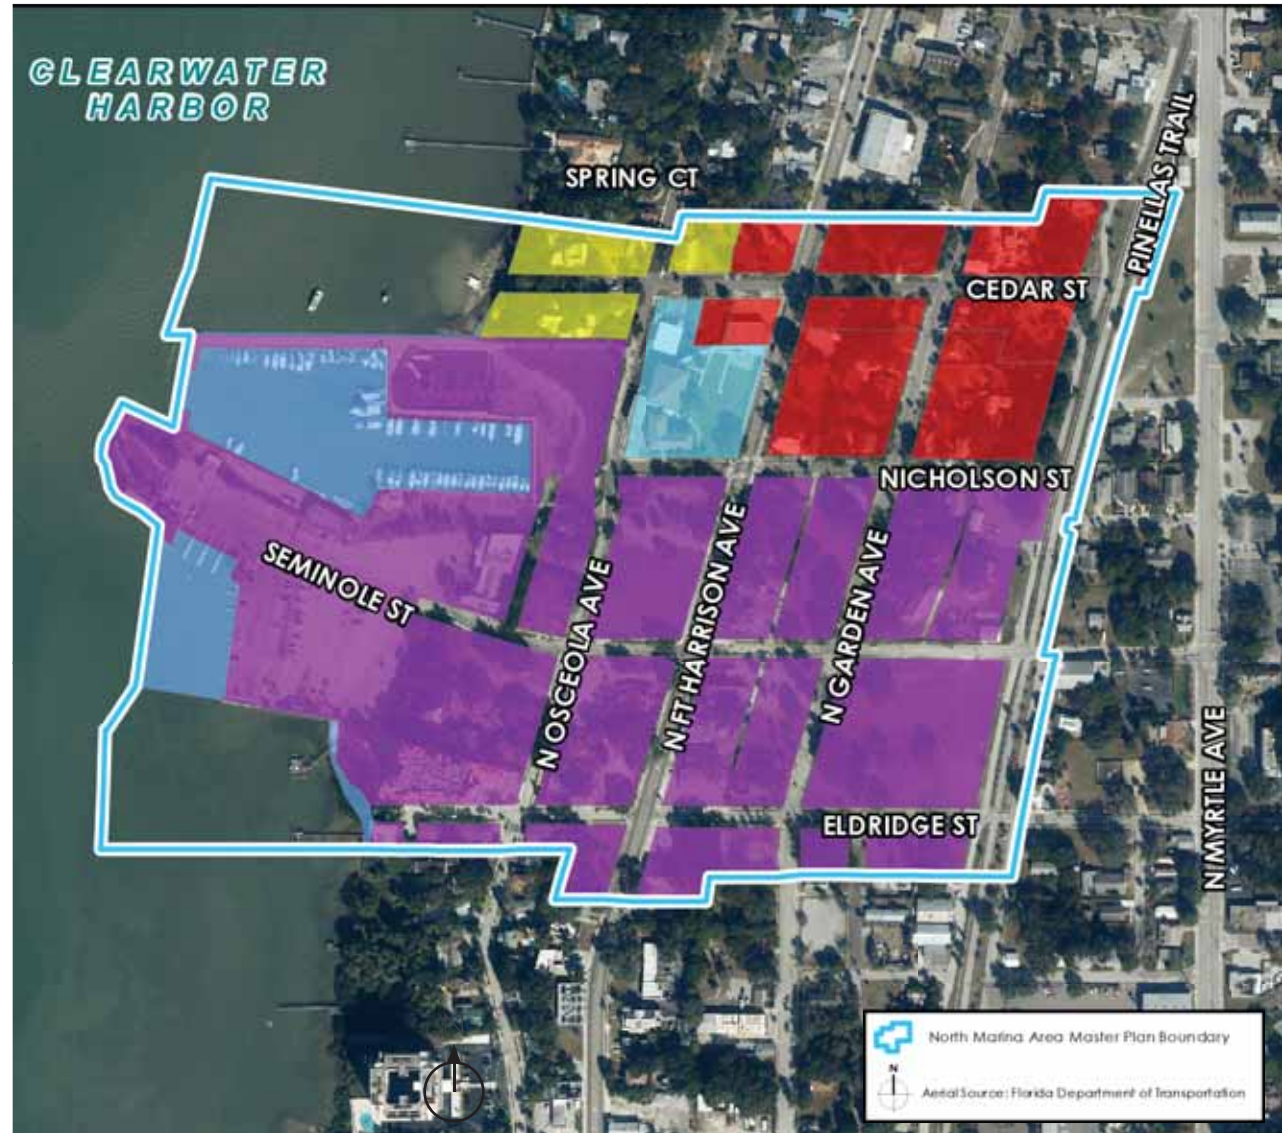 CLEARWATER
HARBOR
SPRING CT
PINELLAS TRAIL
CEDAR ST
NICHOLSON ST
SEMINOLE ST
N OSCEOLA AVE
N FT HARRISON AVE
N GARDEN AVE
N MYRTLE AVE
ELDRIDGE ST
North Marina Area Master Plan Boundary
N
Aerial Source: Florida Department of Transportation